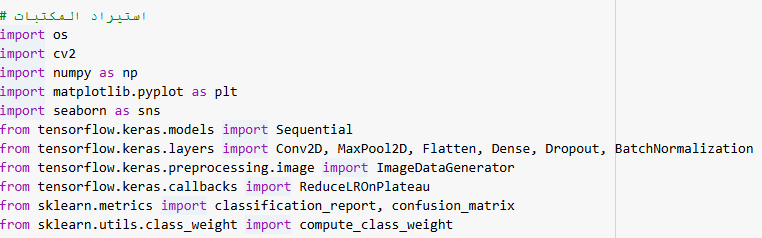 # استيراد المكتبات
import os
import cv2
import numpy as np
import matplotlib.pyplot as plt
import seaborn as sns
from tensorflow.keras.models import Sequential
from tensorflow.keras.layers import Conv2D, MaxPool2D, Flatten, Dense, Dropout, BatchNormalization
from tensorflow.keras.preprocessing.image import ImageDataGenerator
from tensorflow.keras.callbacks import ReduceLROnPlateau
from sklearn.metrics import classification_report, confusion_matrix
from sklearn.utils.class_weight import compute_class_weight